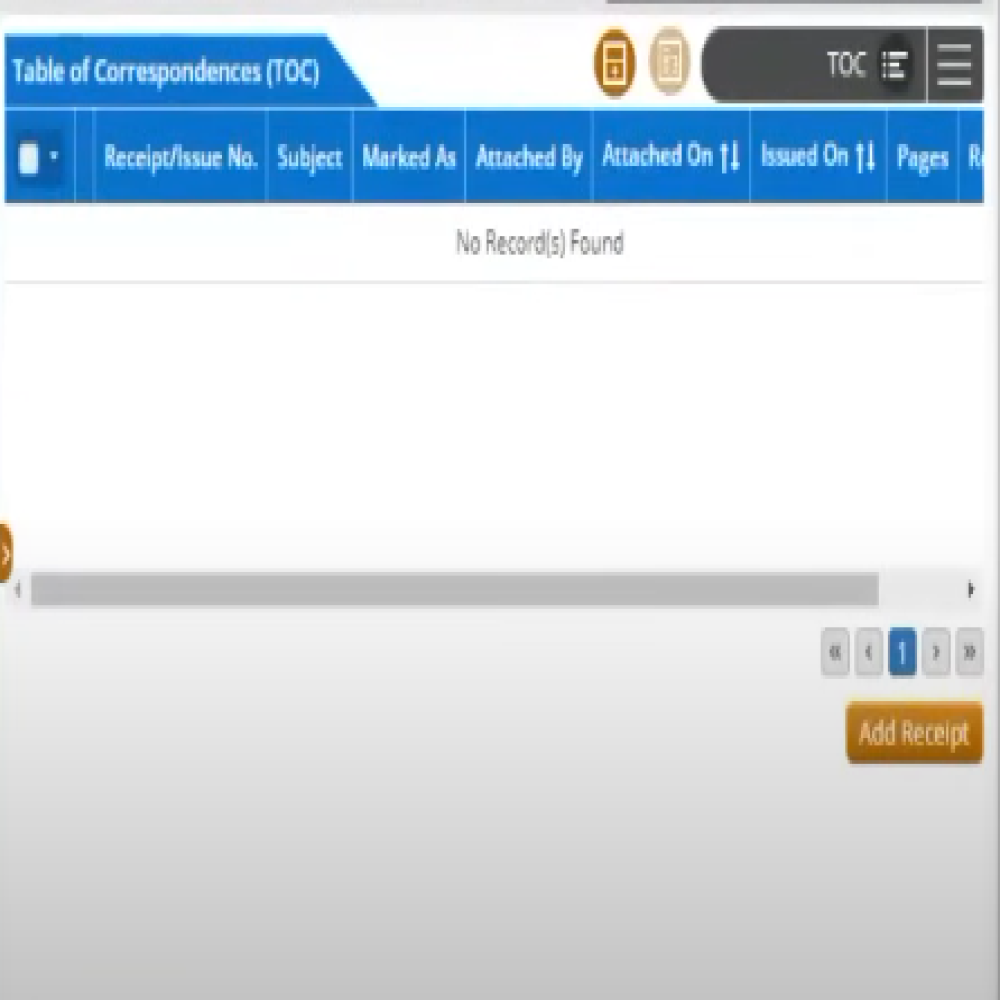 Table of Correspondences (TOC)
TOC
Receipt/Issue No. Subject Marked As Attached By Attached On Issued On Pages
No Record(s) Found
« ‹ 1 › »
Add Receipt